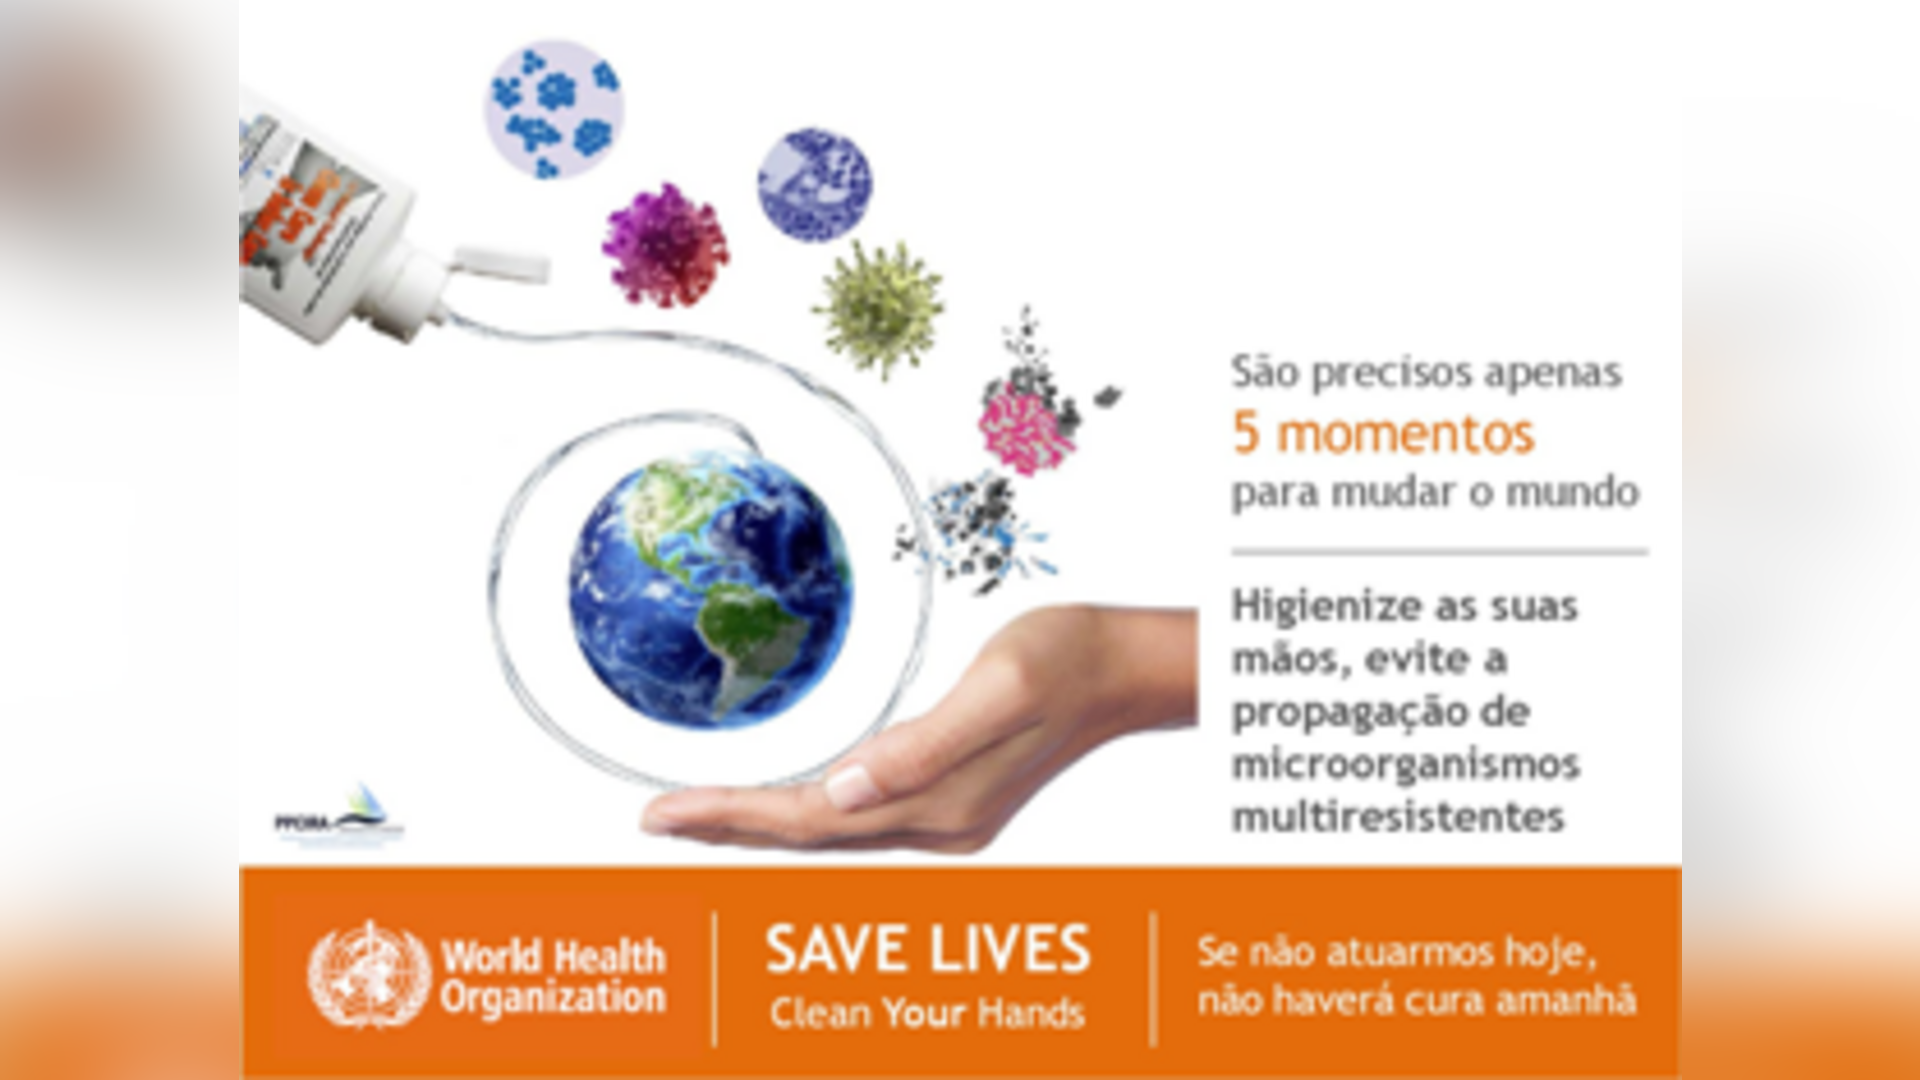 São precisos apenas
5 momentos
para mudar o mundo
Higienize as suas
mãos, evite a
propagação de
microorganismos
multiresistentes
PPCIRA
World Health
Organization
SAVE LIVES
Clean Your Hands
Se não atuarmos hoje,
não haverá cura amanhã